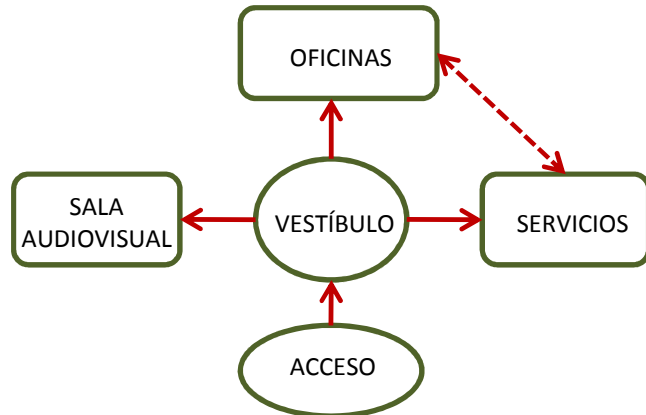 OFICINAS
SALA
AUDIOVISUAL
VESTÍBULO
SERVICIOS
ACCESO